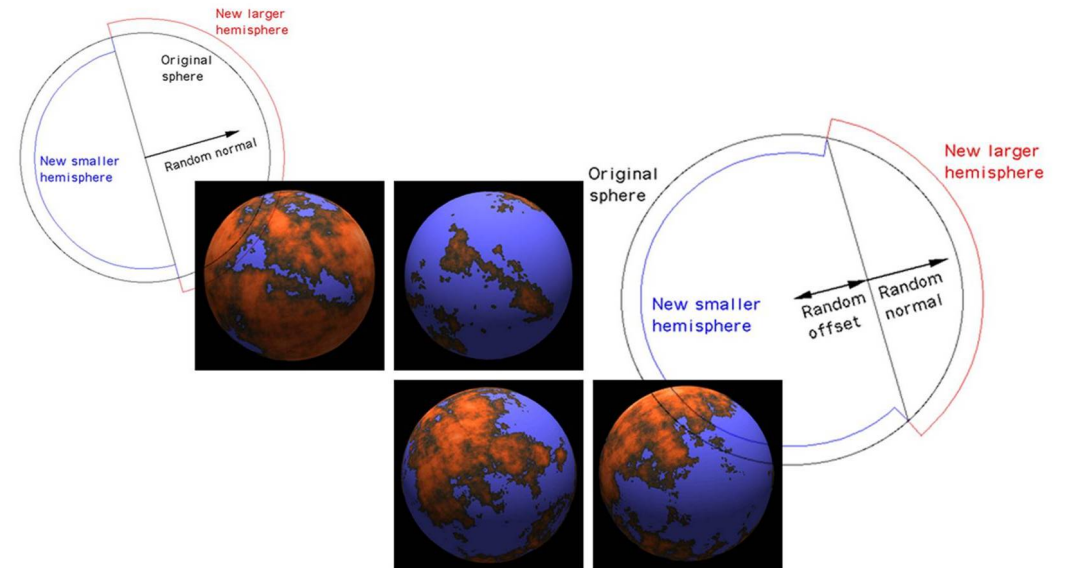 New larger
hemisphere
Original
sphere
Random normal
New smaller
hemisphere
Original
sphere
New larger
hemisphere
Random
offset
Random
normal
New smaller
hemisphere